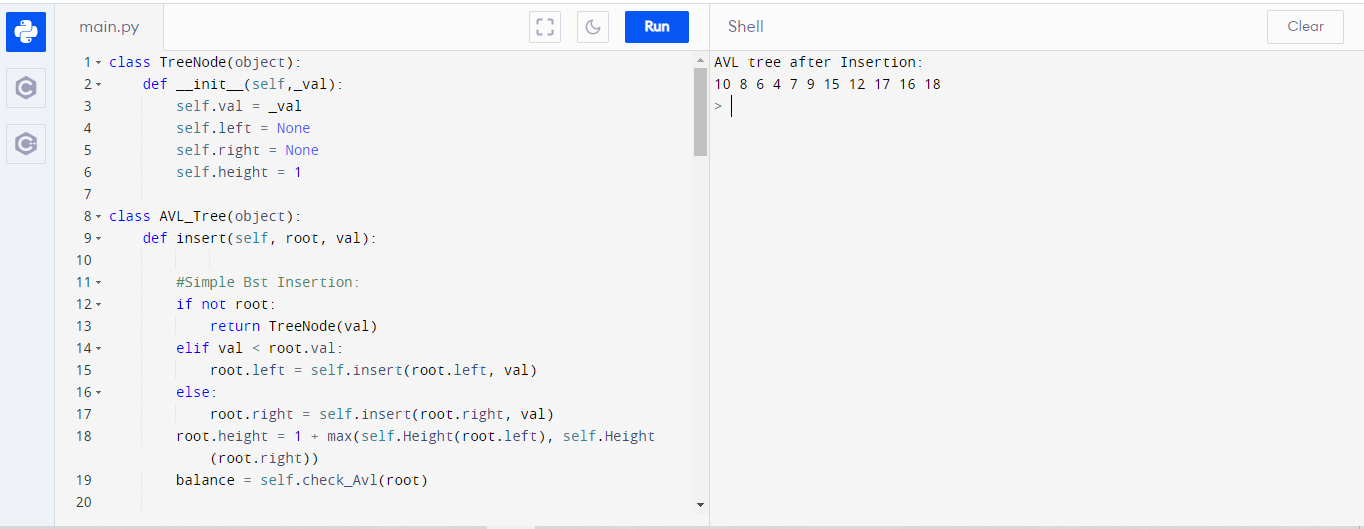 main.py
Run
Shell
Clear
1 class TreeNode(object):
2 def __init__(self,_val):
3 self.val = _val
4 self.left = None
5 self.right = None
6 self.height = 1
7
8 class AVL_Tree(object):
9 def insert(self, root, val):
10
11 #Simple Bst Insertion:
12 if not root:
13 return TreeNode(val)
14 elif val < root.val:
15 root.left = self.insert(root.left, val)
16 else:
17 root.right = self.insert(root.right, val)
18 root.height = 1 + max(self.Height(root.left), self.Height
(root.right))
19 balance = self.check_Avl(root)
20
AVL tree after Insertion:
10 8 6 4 7 9 15 12 17 16 18
>